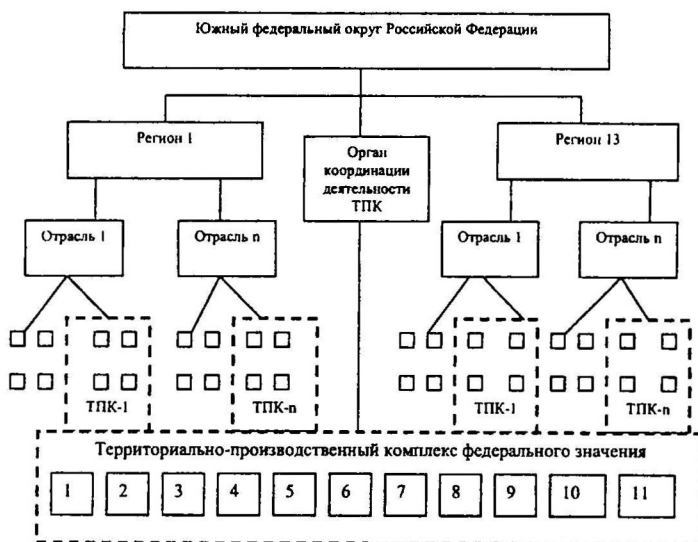 Южный федеральный округ Российской Федерации
Регион 1
Орган
координации
деятельности
ТПК
Регион 13
Отрасль 1
Отрасль n
Отрасль 1
Отрасль n
ТПК-1
ТПК-n
ТПК-1
ТПК-n
Территориально-производственный комплекс федерального значения
1 2 3 4 5 6 7 8 9 10 11